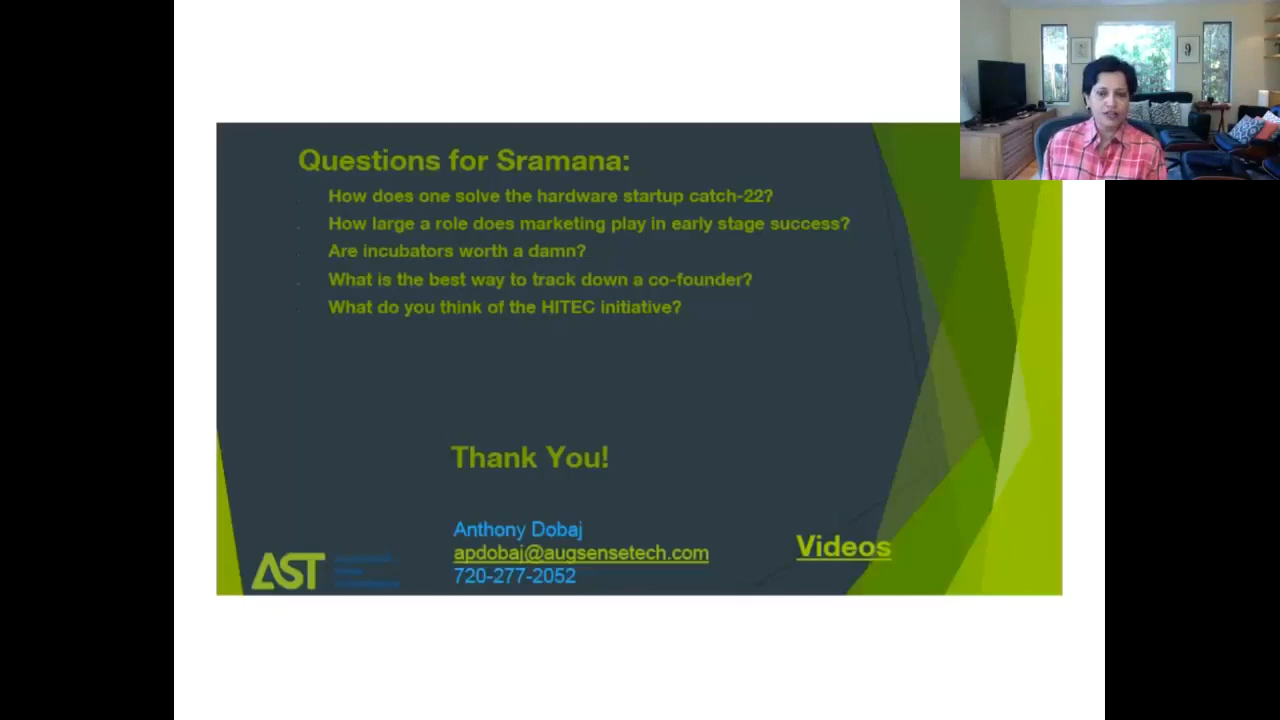 Questions for Sramana:
How does one solve the hardware startup catch-22?
How large a role does marketing play in early stage success?
Are incubators worth a damn?
What is the best way to track down a co-founder?
What do you think of the HITEC initiative?
Thank You!
Anthony Dobaj
apdobaj@augsensetech.com
720-277-2052
Videos
AST